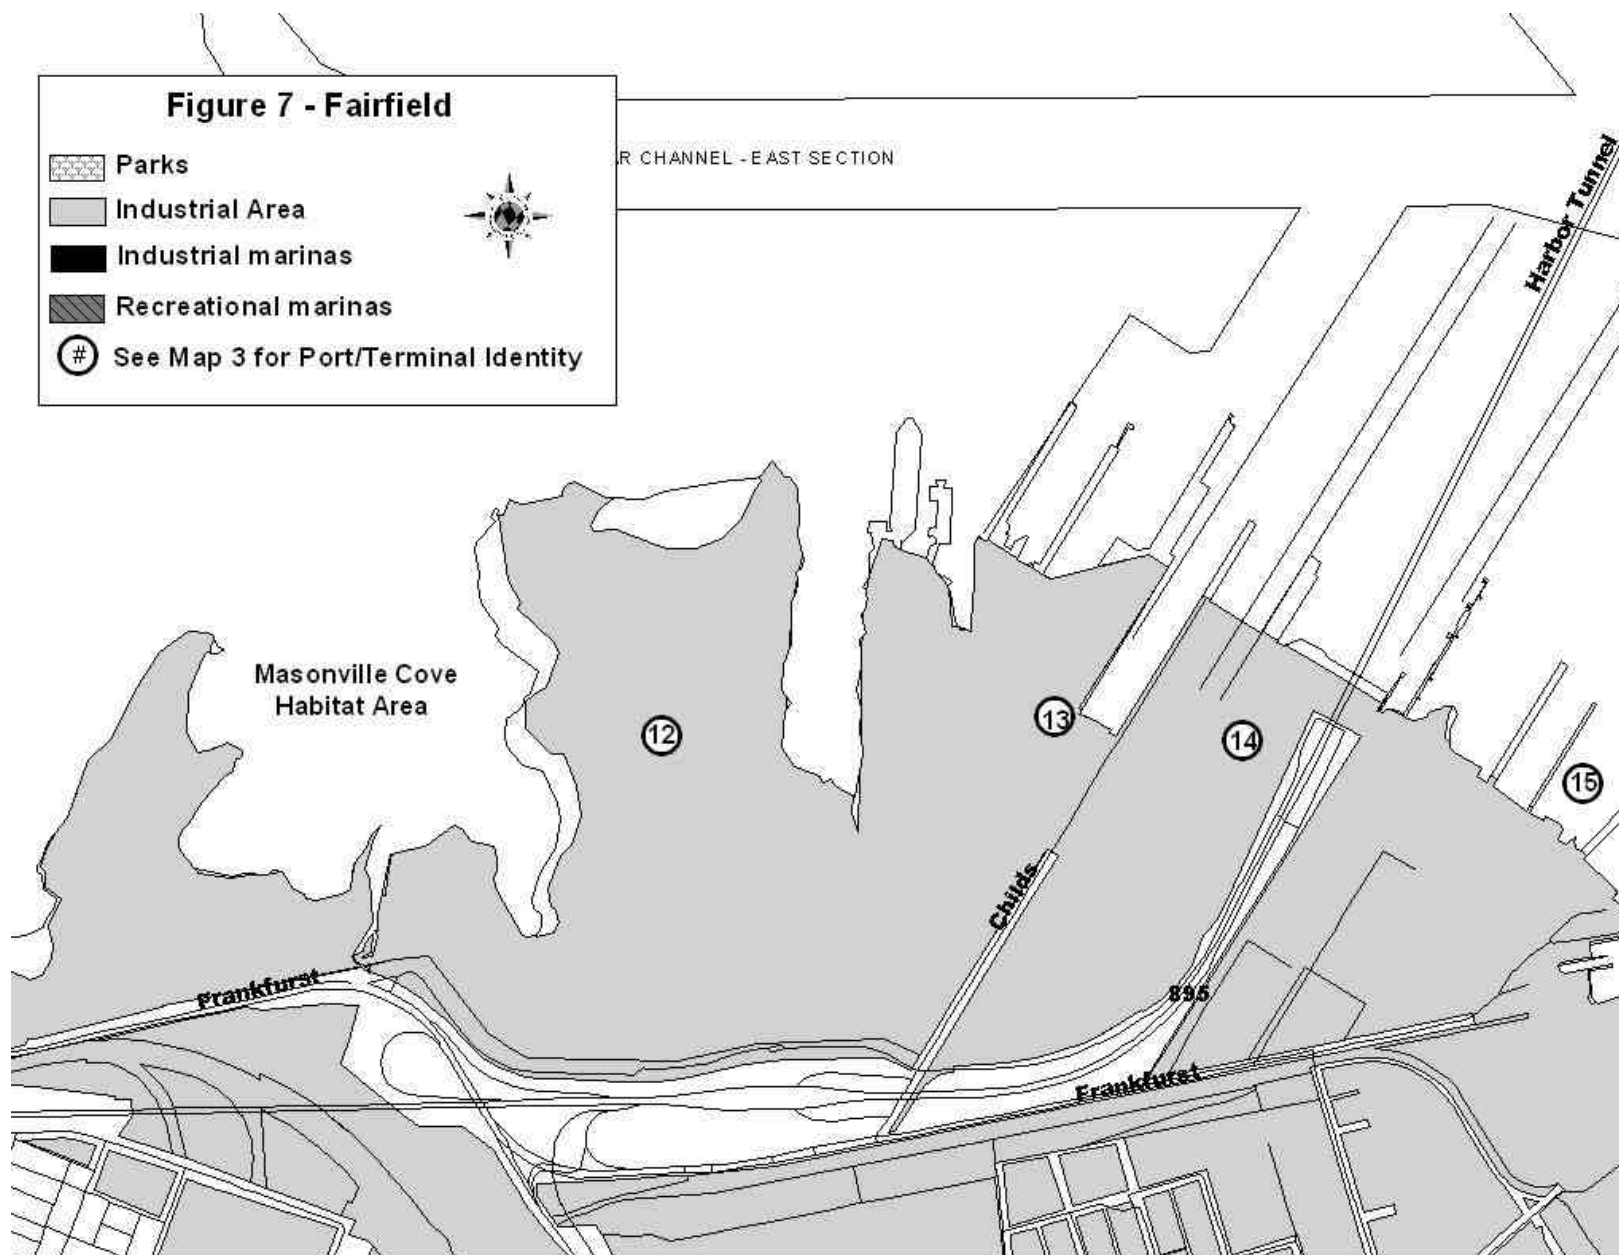 Figure 7 - Fairfield
Parks
Industrial Area
Industrial marinas
Recreational marinas
# See Map 3 for Port/Terminal Identity
R CHANNEL - EAST SECTION
Harbor Tunnel
Masonville Cove
Habitat Area
12
13
14
15
Childs
Frankfurst
895
Frankfurst